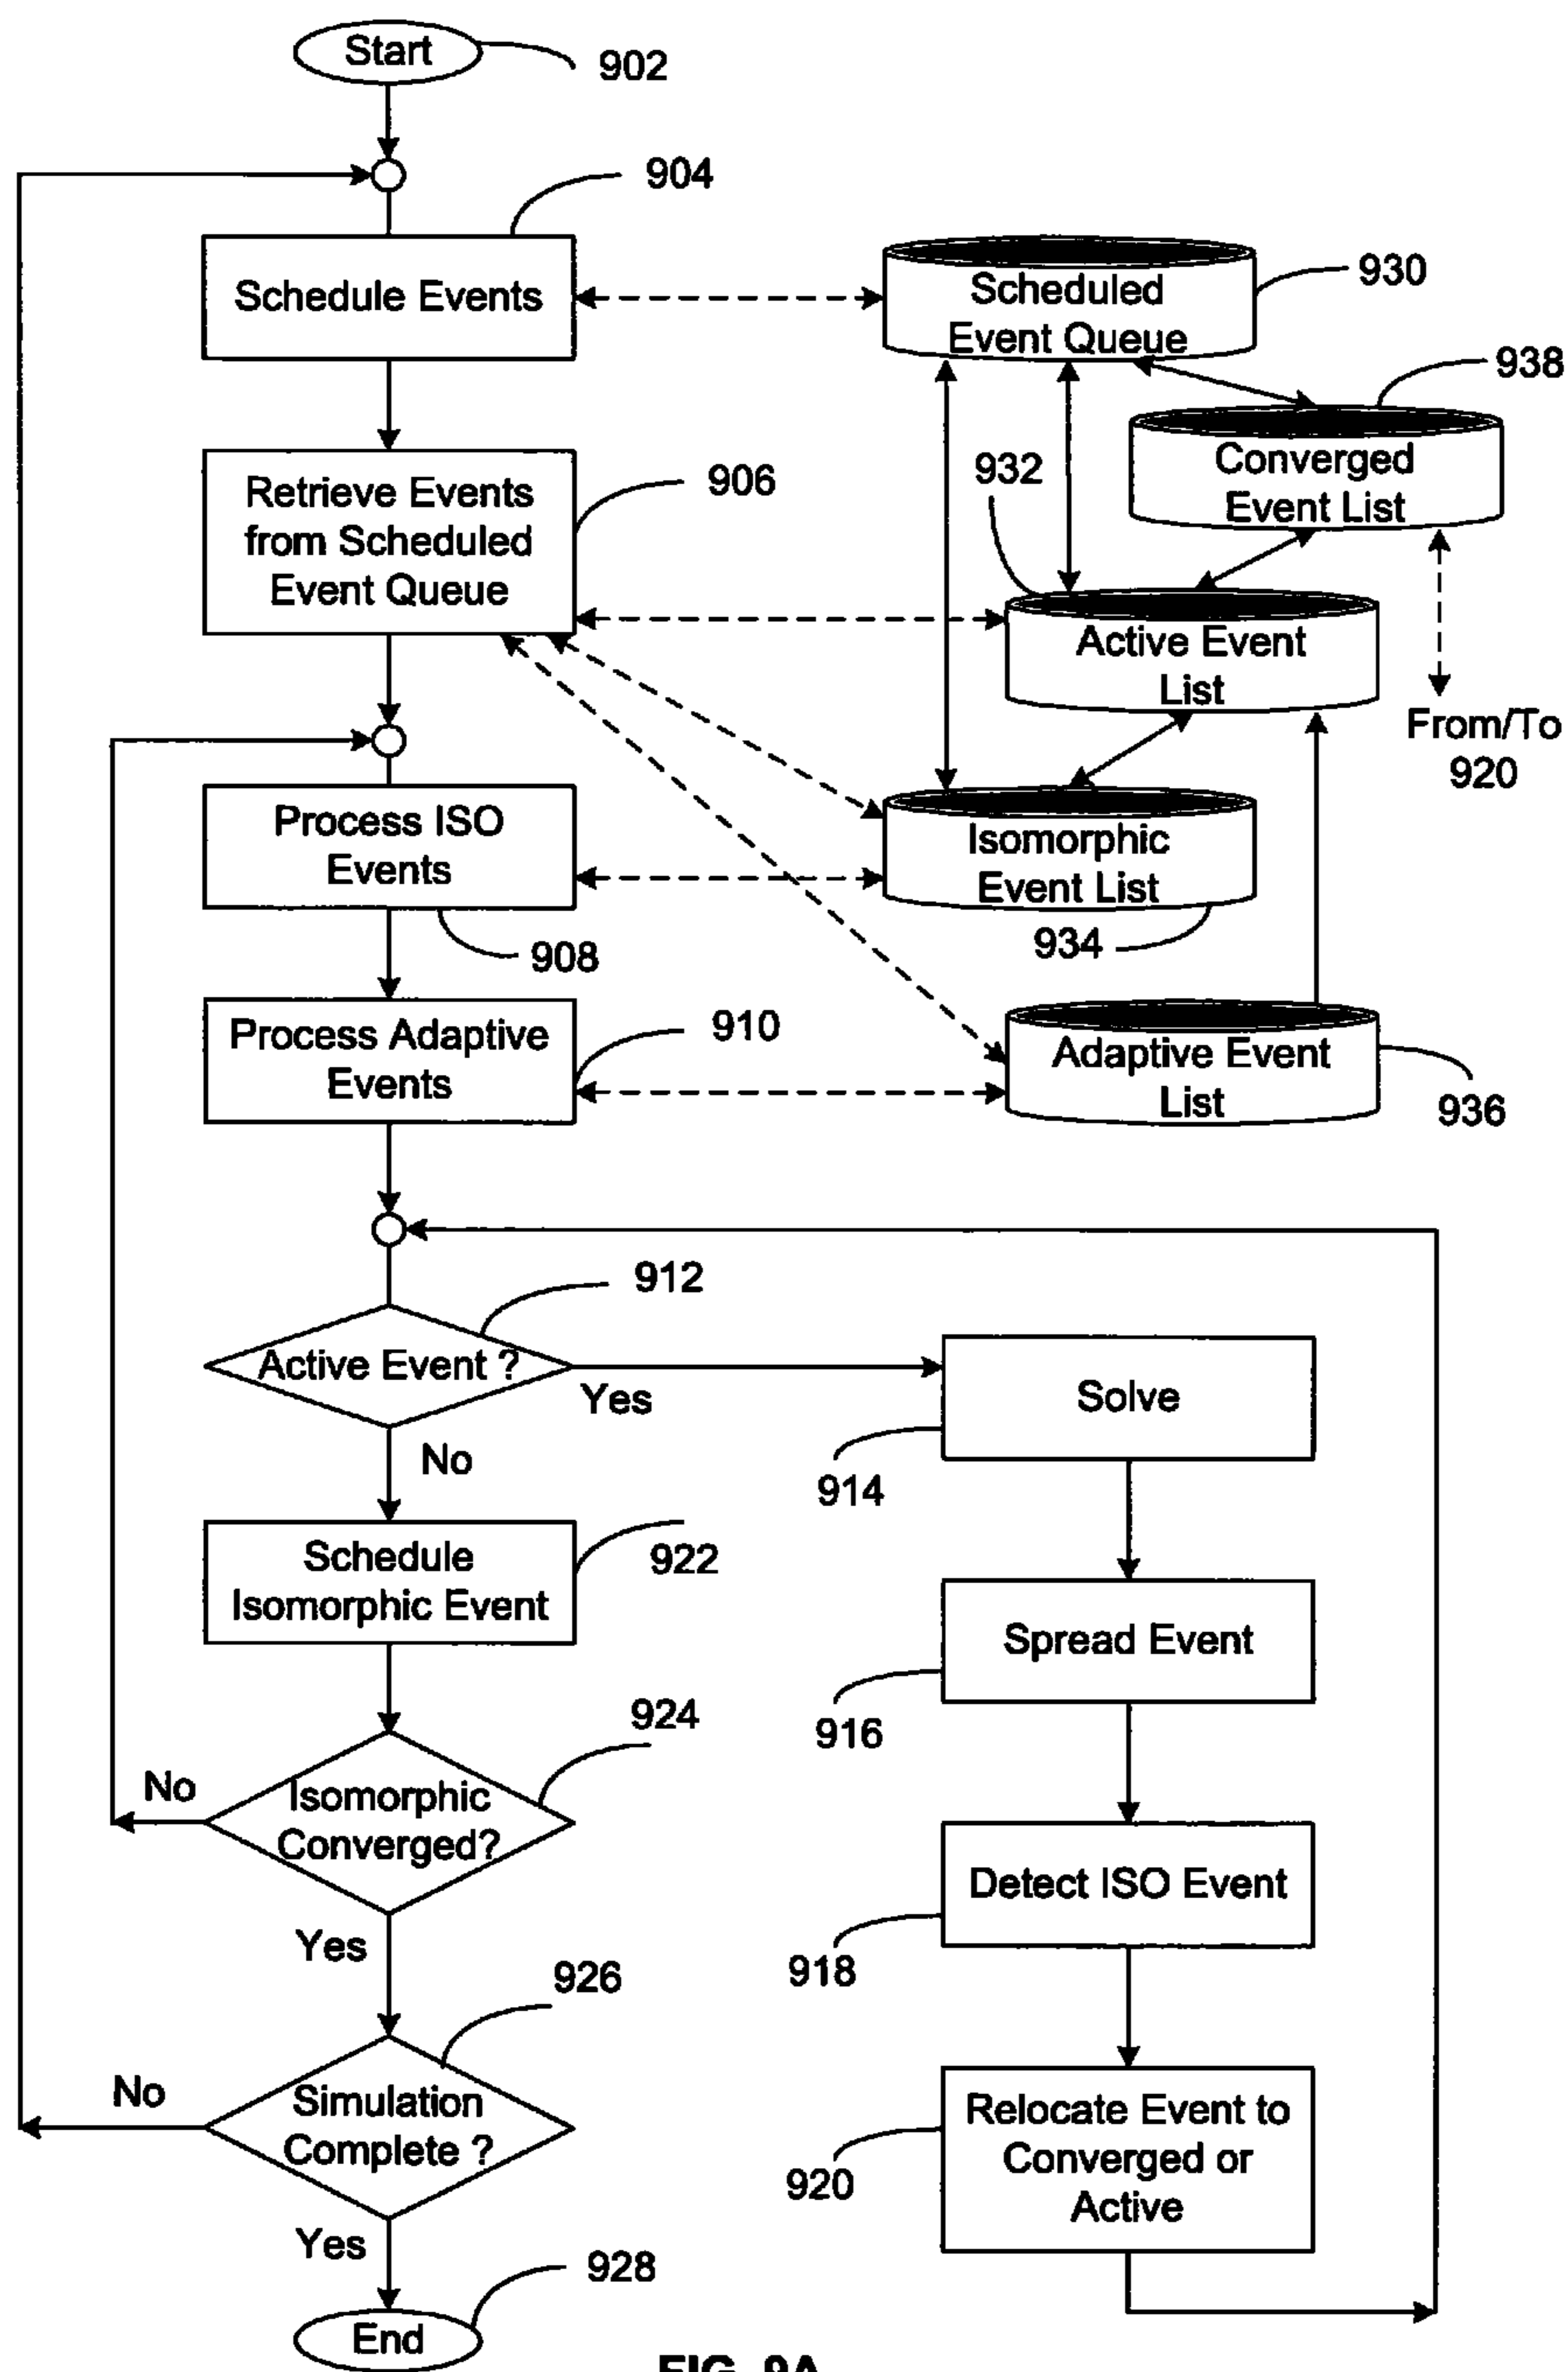 Start
902
904
Schedule Events
Scheduled
Event Queue
930
938
Retrieve Events
from Scheduled
Event Queue
906
932
Converged
Event List
Active Event
List
From/To
920
Process ISO
Events
908
Isomorphic
Event List
934
Process Adaptive
Events
910
Adaptive Event
List
936
912
Active Event ?
Yes
No
Solve
914
Schedule
Isomorphic Event
922
Spread Event
916
924
Isomorphic
Converged?
No
Yes
Detect ISO Event
918
926
Simulation
Complete ?
No
Yes
Relocate Event to
Converged or
Active
920
928
End
FIG. 9A